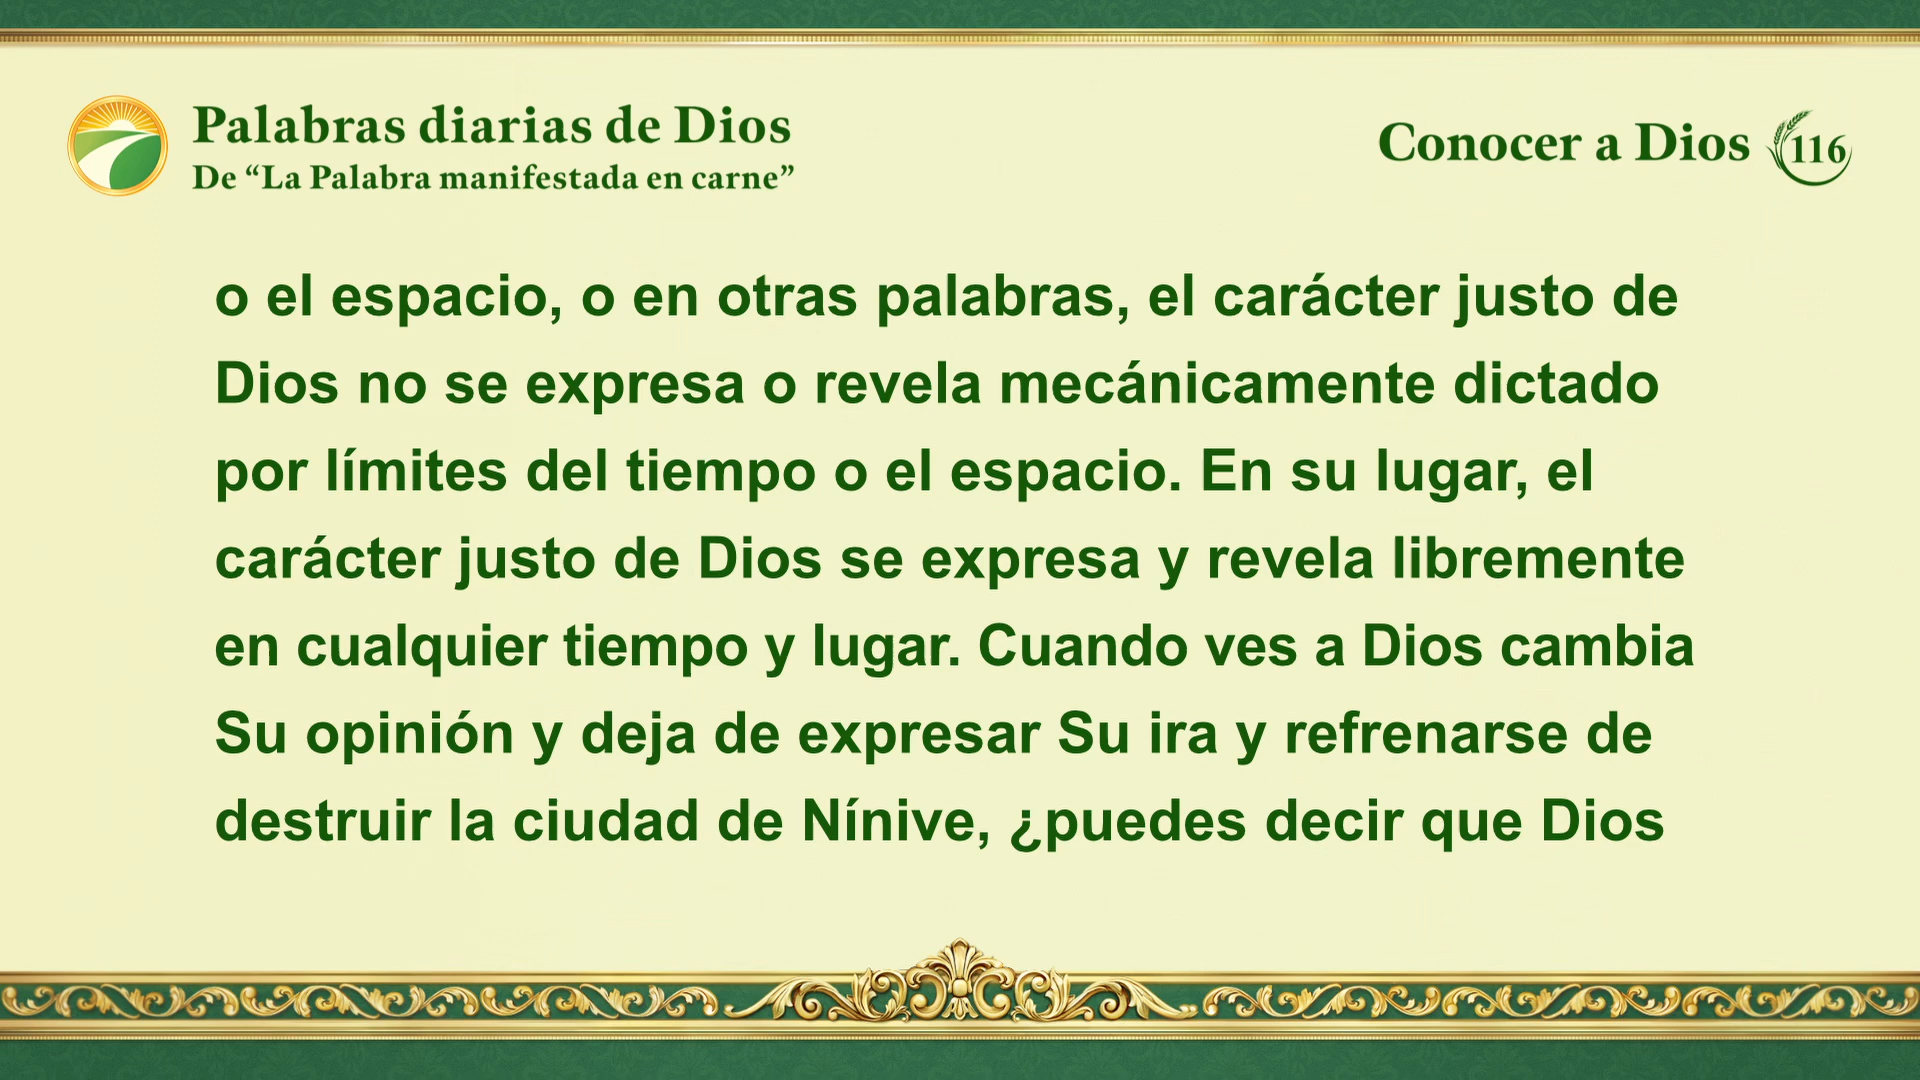 Palabras diarias de Dios
De “La Palabra manifestada en carne”
Conocer a Dios 116
o el espacio, o en otras palabras, el carácter justo de
Dios no se expresa o revela mecánicamente dictado
por límites del tiempo o el espacio. En su lugar, el
carácter justo de Dios se expresa y revela libremente
en cualquier tiempo y lugar. Cuando ves a Dios cambia
Su opinión y deja de expresar Su ira y refrenarse de
destruir la ciudad de Nínive, ¿puedes decir que Dios